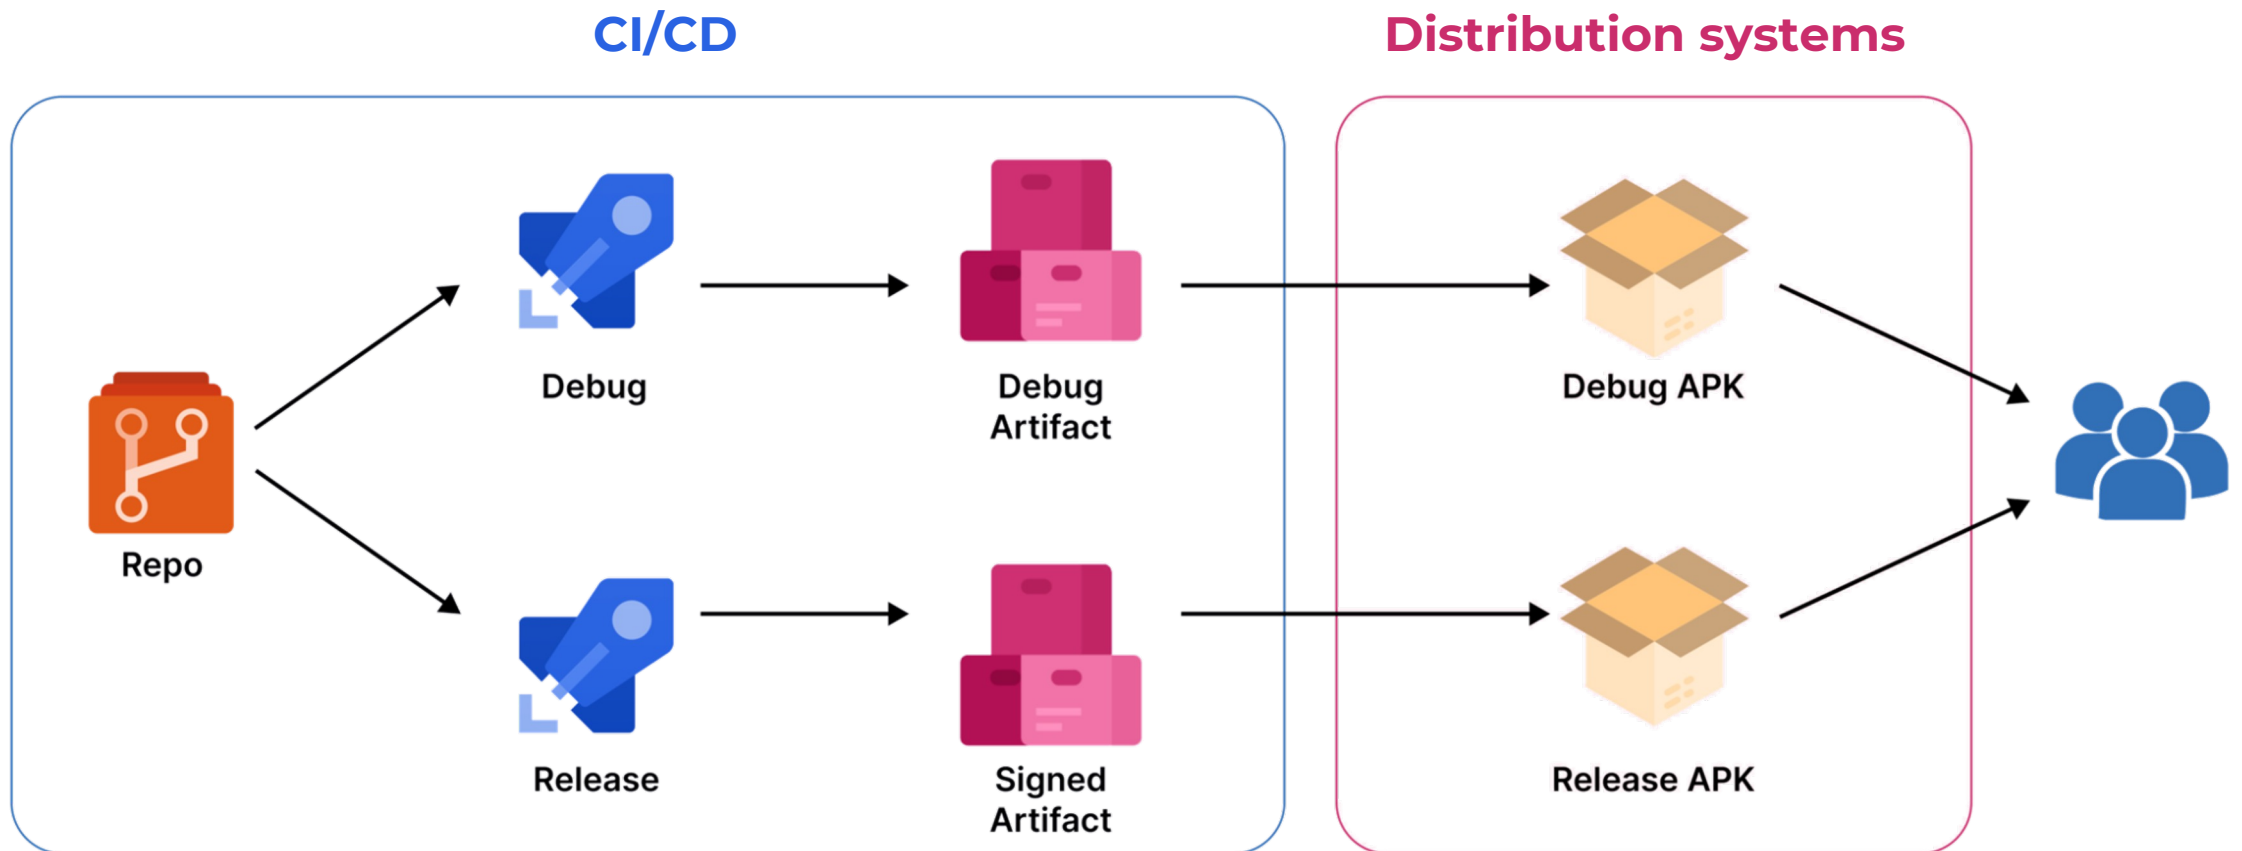 CI/CD
Distribution systems
Debug
Debug
Artifact
Debug APK
Repo
Release
Signed
Artifact
Release APK